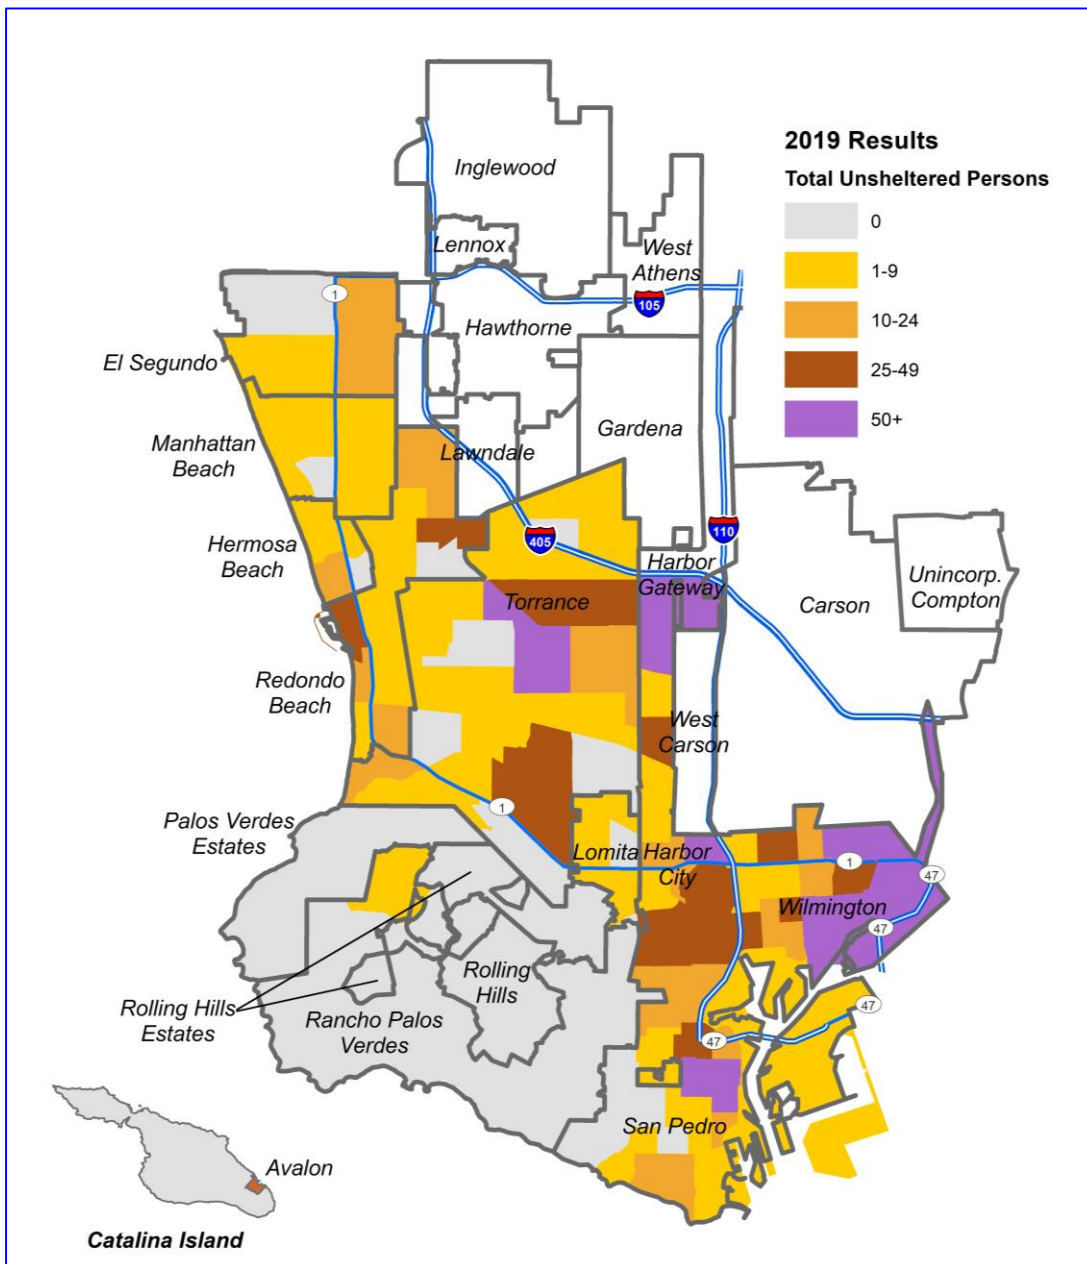 2019 Results
Total Unsheltered Persons
0
1-9
10-24
25-49
50+
Inglewood
Lennox
West
Athens
105
1
Hawthorne
El Segundo
Gardena
Manhattan
Beach
Lawndale
405
110
Hermosa
Beach
Harbor
Gateway
Unincorp.
Compton
Torrance
Carson
Redondo
Beach
West
Carson
1
Palos Verdes
Estates
Lomita
Harbor
City
1
47
Wilmington
47
Rolling
Hills
Rolling Hills
Estates
Rancho Palos
Verdes
47
47
San Pedro
Avalon
Catalina Island